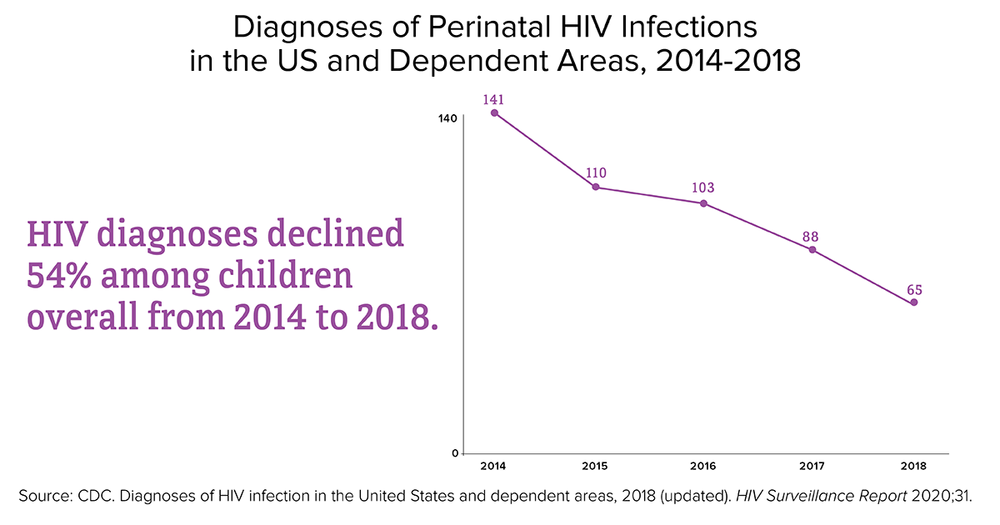 Diagnoses of Perinatal HIV Infections
in the US and Dependent Areas, 2014-2018
HIV diagnoses declined
54% among children
overall from 2014 to 2018.
140
0
141
110
103
88
65
2014
2015
2016
2017
2018
Source: CDC. Diagnoses of HIV infection in the United States and dependent areas, 2018 (updated). HIV Surveillance Report 2020;31.